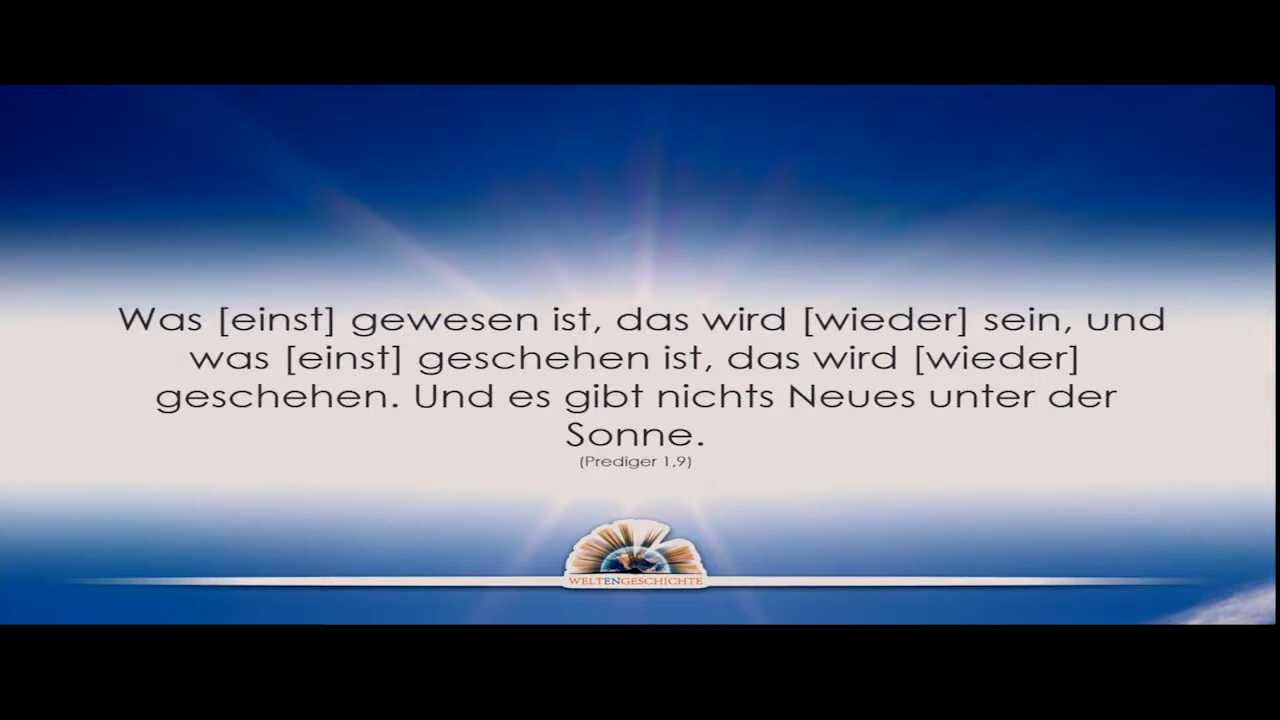 Was [einst] gewesen ist, das wird [wieder] sein, und
was [einst] geschehen ist, das wird [wieder]
geschehen. Und es gibt nichts Neues unter der
Sonne.
(Prediger 1,9)
WELTENGESCHICHTE